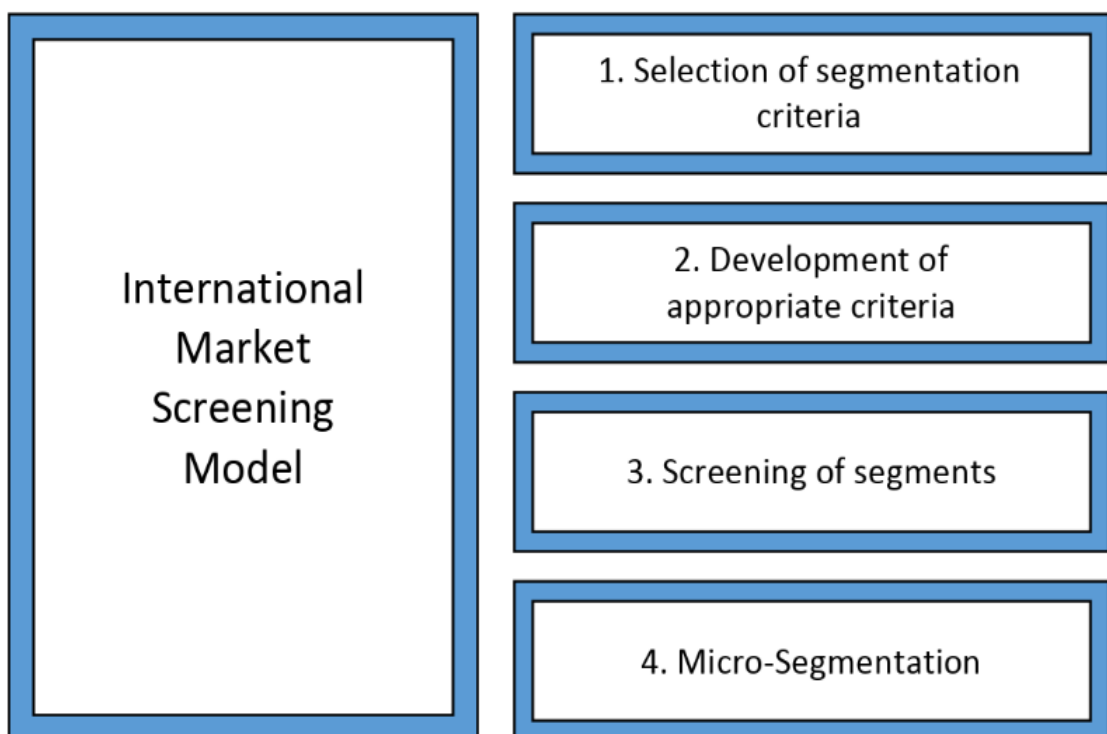 International
Market
Screening
Model
1. Selection of segmentation
criteria
2. Development of
appropriate criteria
3. Screening of segments
4. Micro-Segmentation